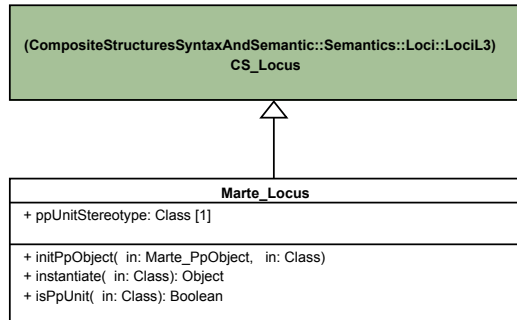 (CompositeStructuresSyntaxAndSemantic::Semantics::Loci::LociL3)
CS_Locus
Marte_Locus
+ ppUnitStereotype: Class [1]
+ initPpObject( in: Marte_PpObject, in: Class)
+ instantiate( in: Class): Object
+ isPpUnit( in: Class): Boolean